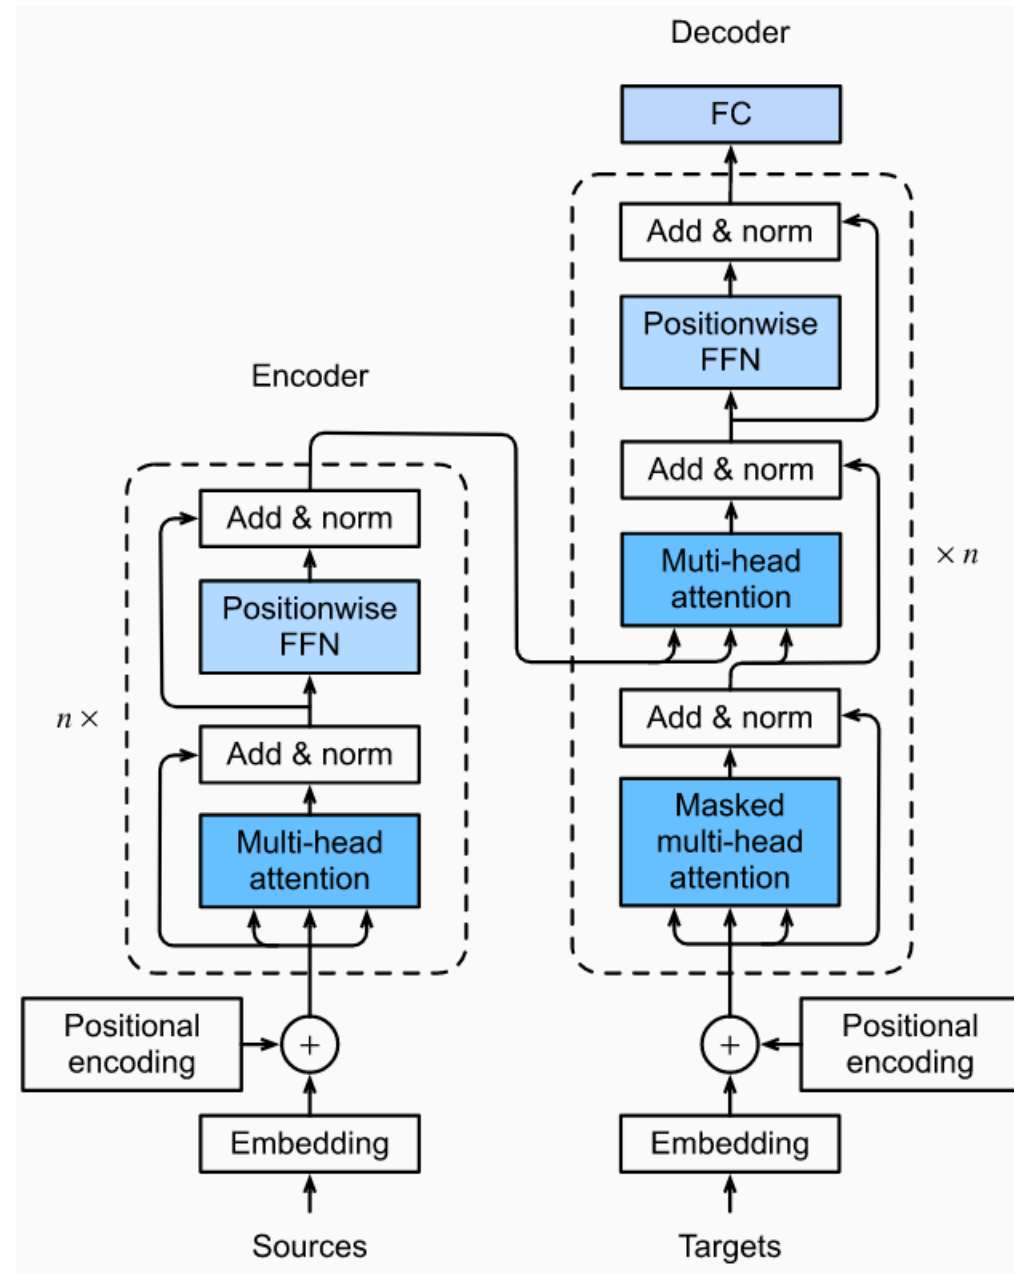 Decoder
FC
Add & norm
Positionwise
FFN
Add & norm
Muti-head
attention
× n
Add & norm
Masked
multi-head
attention
Positional
encoding
+
Embedding
Targets
Encoder
Add & norm
Positionwise
FFN
n ×
Add & norm
Multi-head
attention
Positional
encoding
+
Embedding
Sources